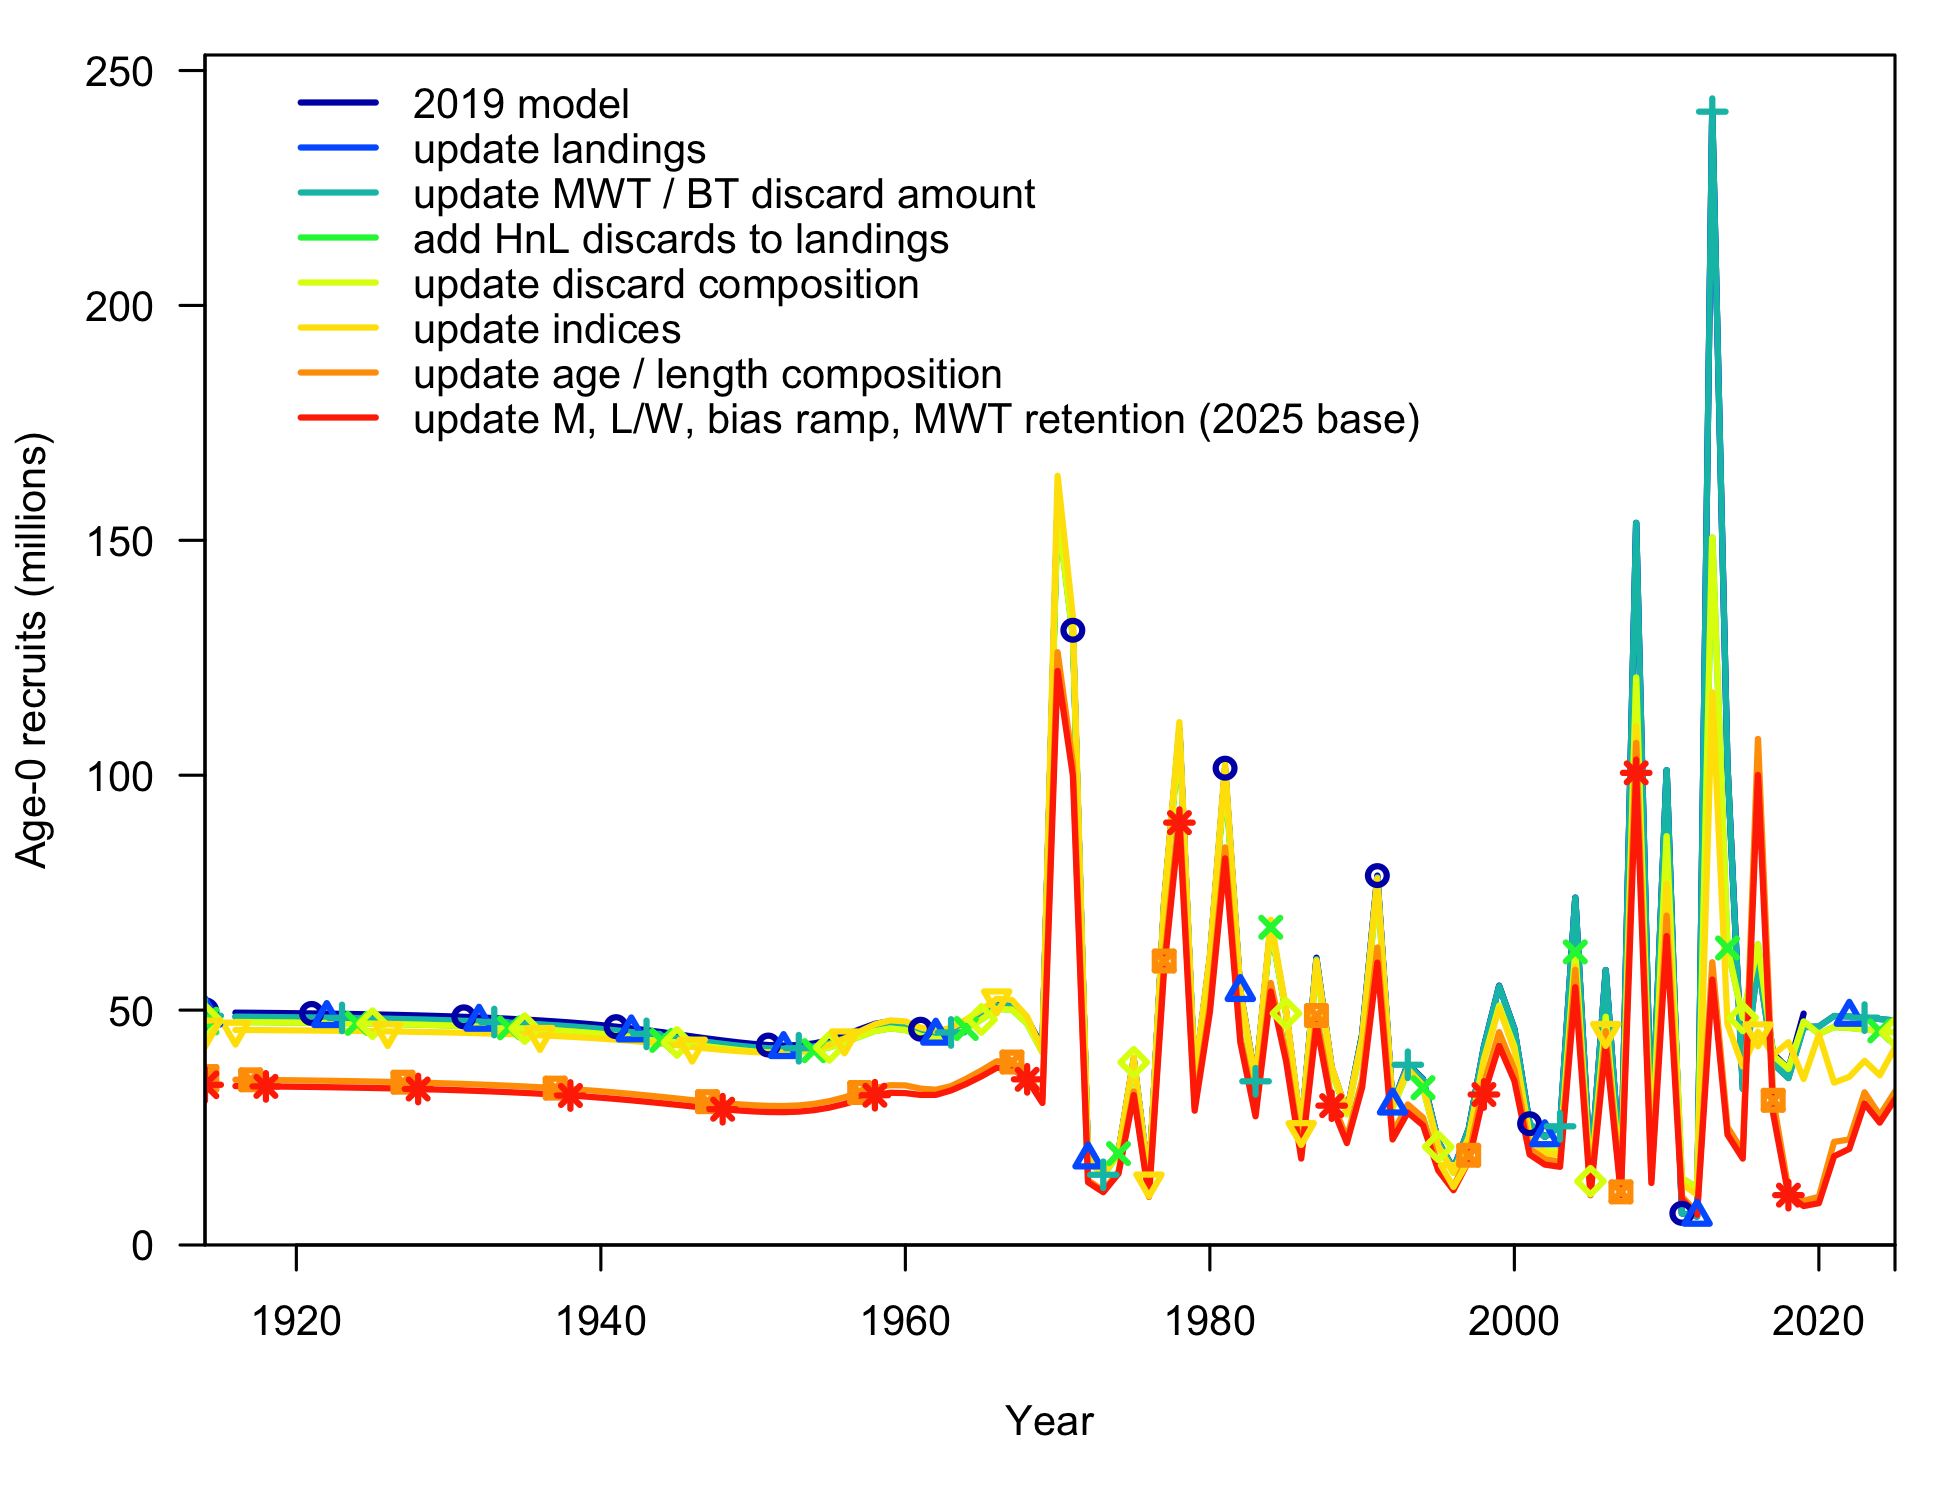 250
200
150
100
50
0
Age-0 recruits (millions)
2019 model
update landings
update MWT / BT discard amount
add HnL discards to landings
update discard composition
update indices
update age / length composition
update M, L/W, bias ramp, MWT retention (2025 base)
1920
1940
1960
1980
2000
2020
Year